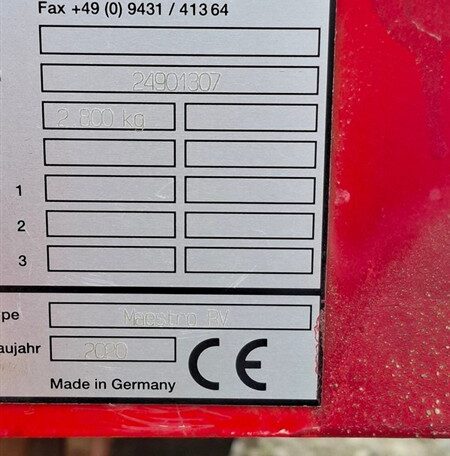 Fax +49 (0) 9431 / 413 64
24901307
2.800 kg
1
2
3
pe Maestro RV
aujahr 2020 CE
Made in Germany